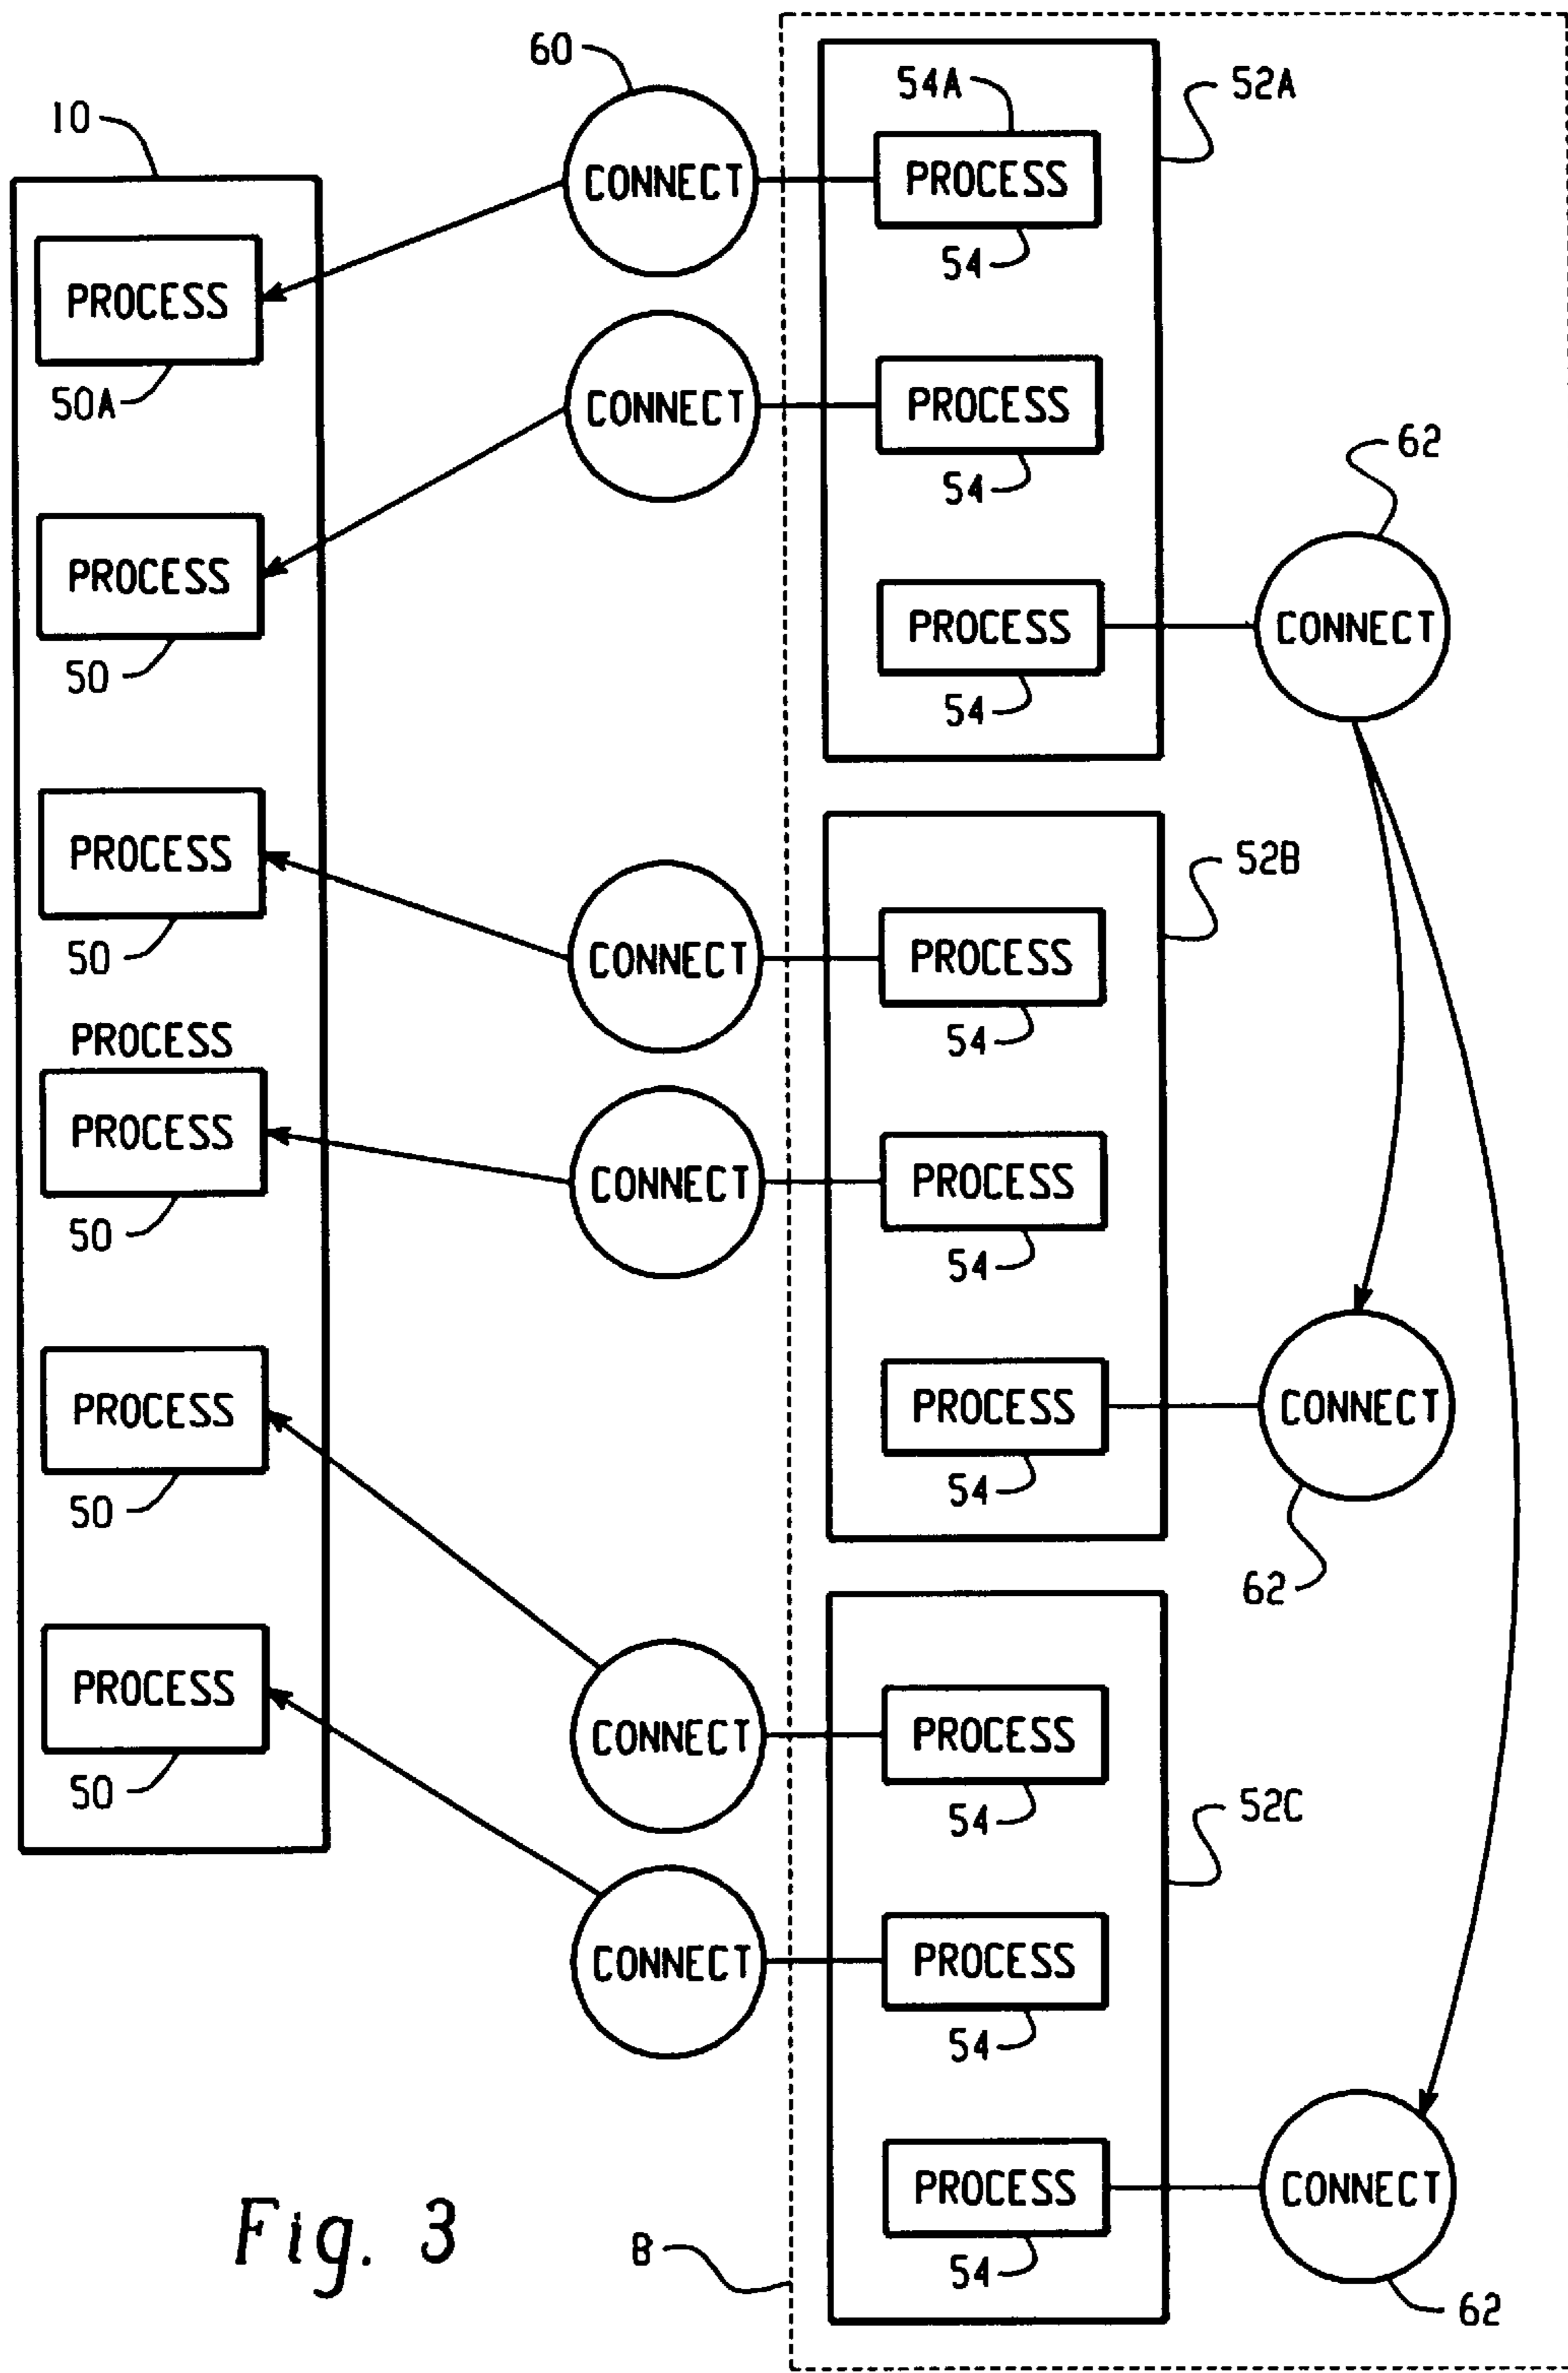 60
54A
52A
10
CONNECT
PROCESS
54
PROCESS
50A
CONNECT
PROCESS
54
62
PROCESS
50
PROCESS
54
CONNECT
PROCESS
50
CONNECT
PROCESS
54
52B
PROCESS
PROCESS
50
CONNECT
PROCESS
54
PROCESS
50
PROCESS
54
CONNECT
62
PROCESS
50
CONNECT
PROCESS
54
52C
CONNECT
PROCESS
54
PROCESS
54
CONNECT
62
8
Fig. 3